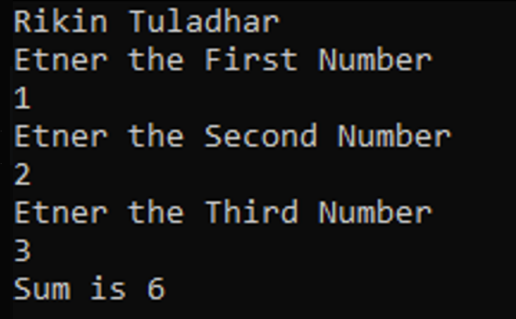 Rikin Tuladhar
Etner the First Number
1
Etner the Second Number
2
Etner the Third Number
3
Sum is 6